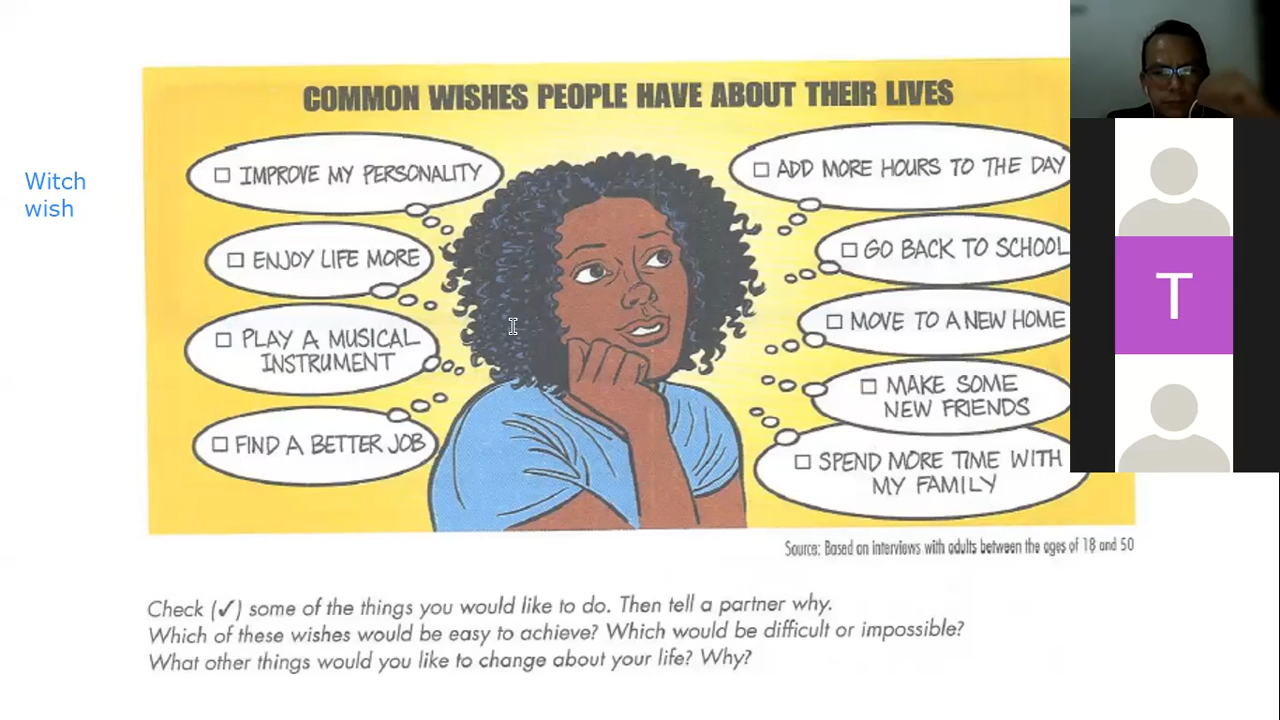 COMMON WISHES PEOPLE HAVE ABOUT THEIR LIVES
Witch
wish
IMPROVE MY PERSONALITY
ENJOY LIFE MORE
PLAY A MUSICAL
INSTRUMENT
FIND A BETTER JOB
ADD MORE HOURS TO THE DAY
GO BACK TO SCHOOL
MOVE TO A NEW HOME
MAKE SOME
NEW FRIENDS
SPEND MORE TIME WITH
MY FAMILY
T
Source: Based on interviews with adults between the ages of 18 and 50
Check (✓) some of the things you would like to do. Then tell a partner why.
Which of these wishes would be easy to achieve? Which would be difficult or impossible?
What other things would you like to change about your life? Why?